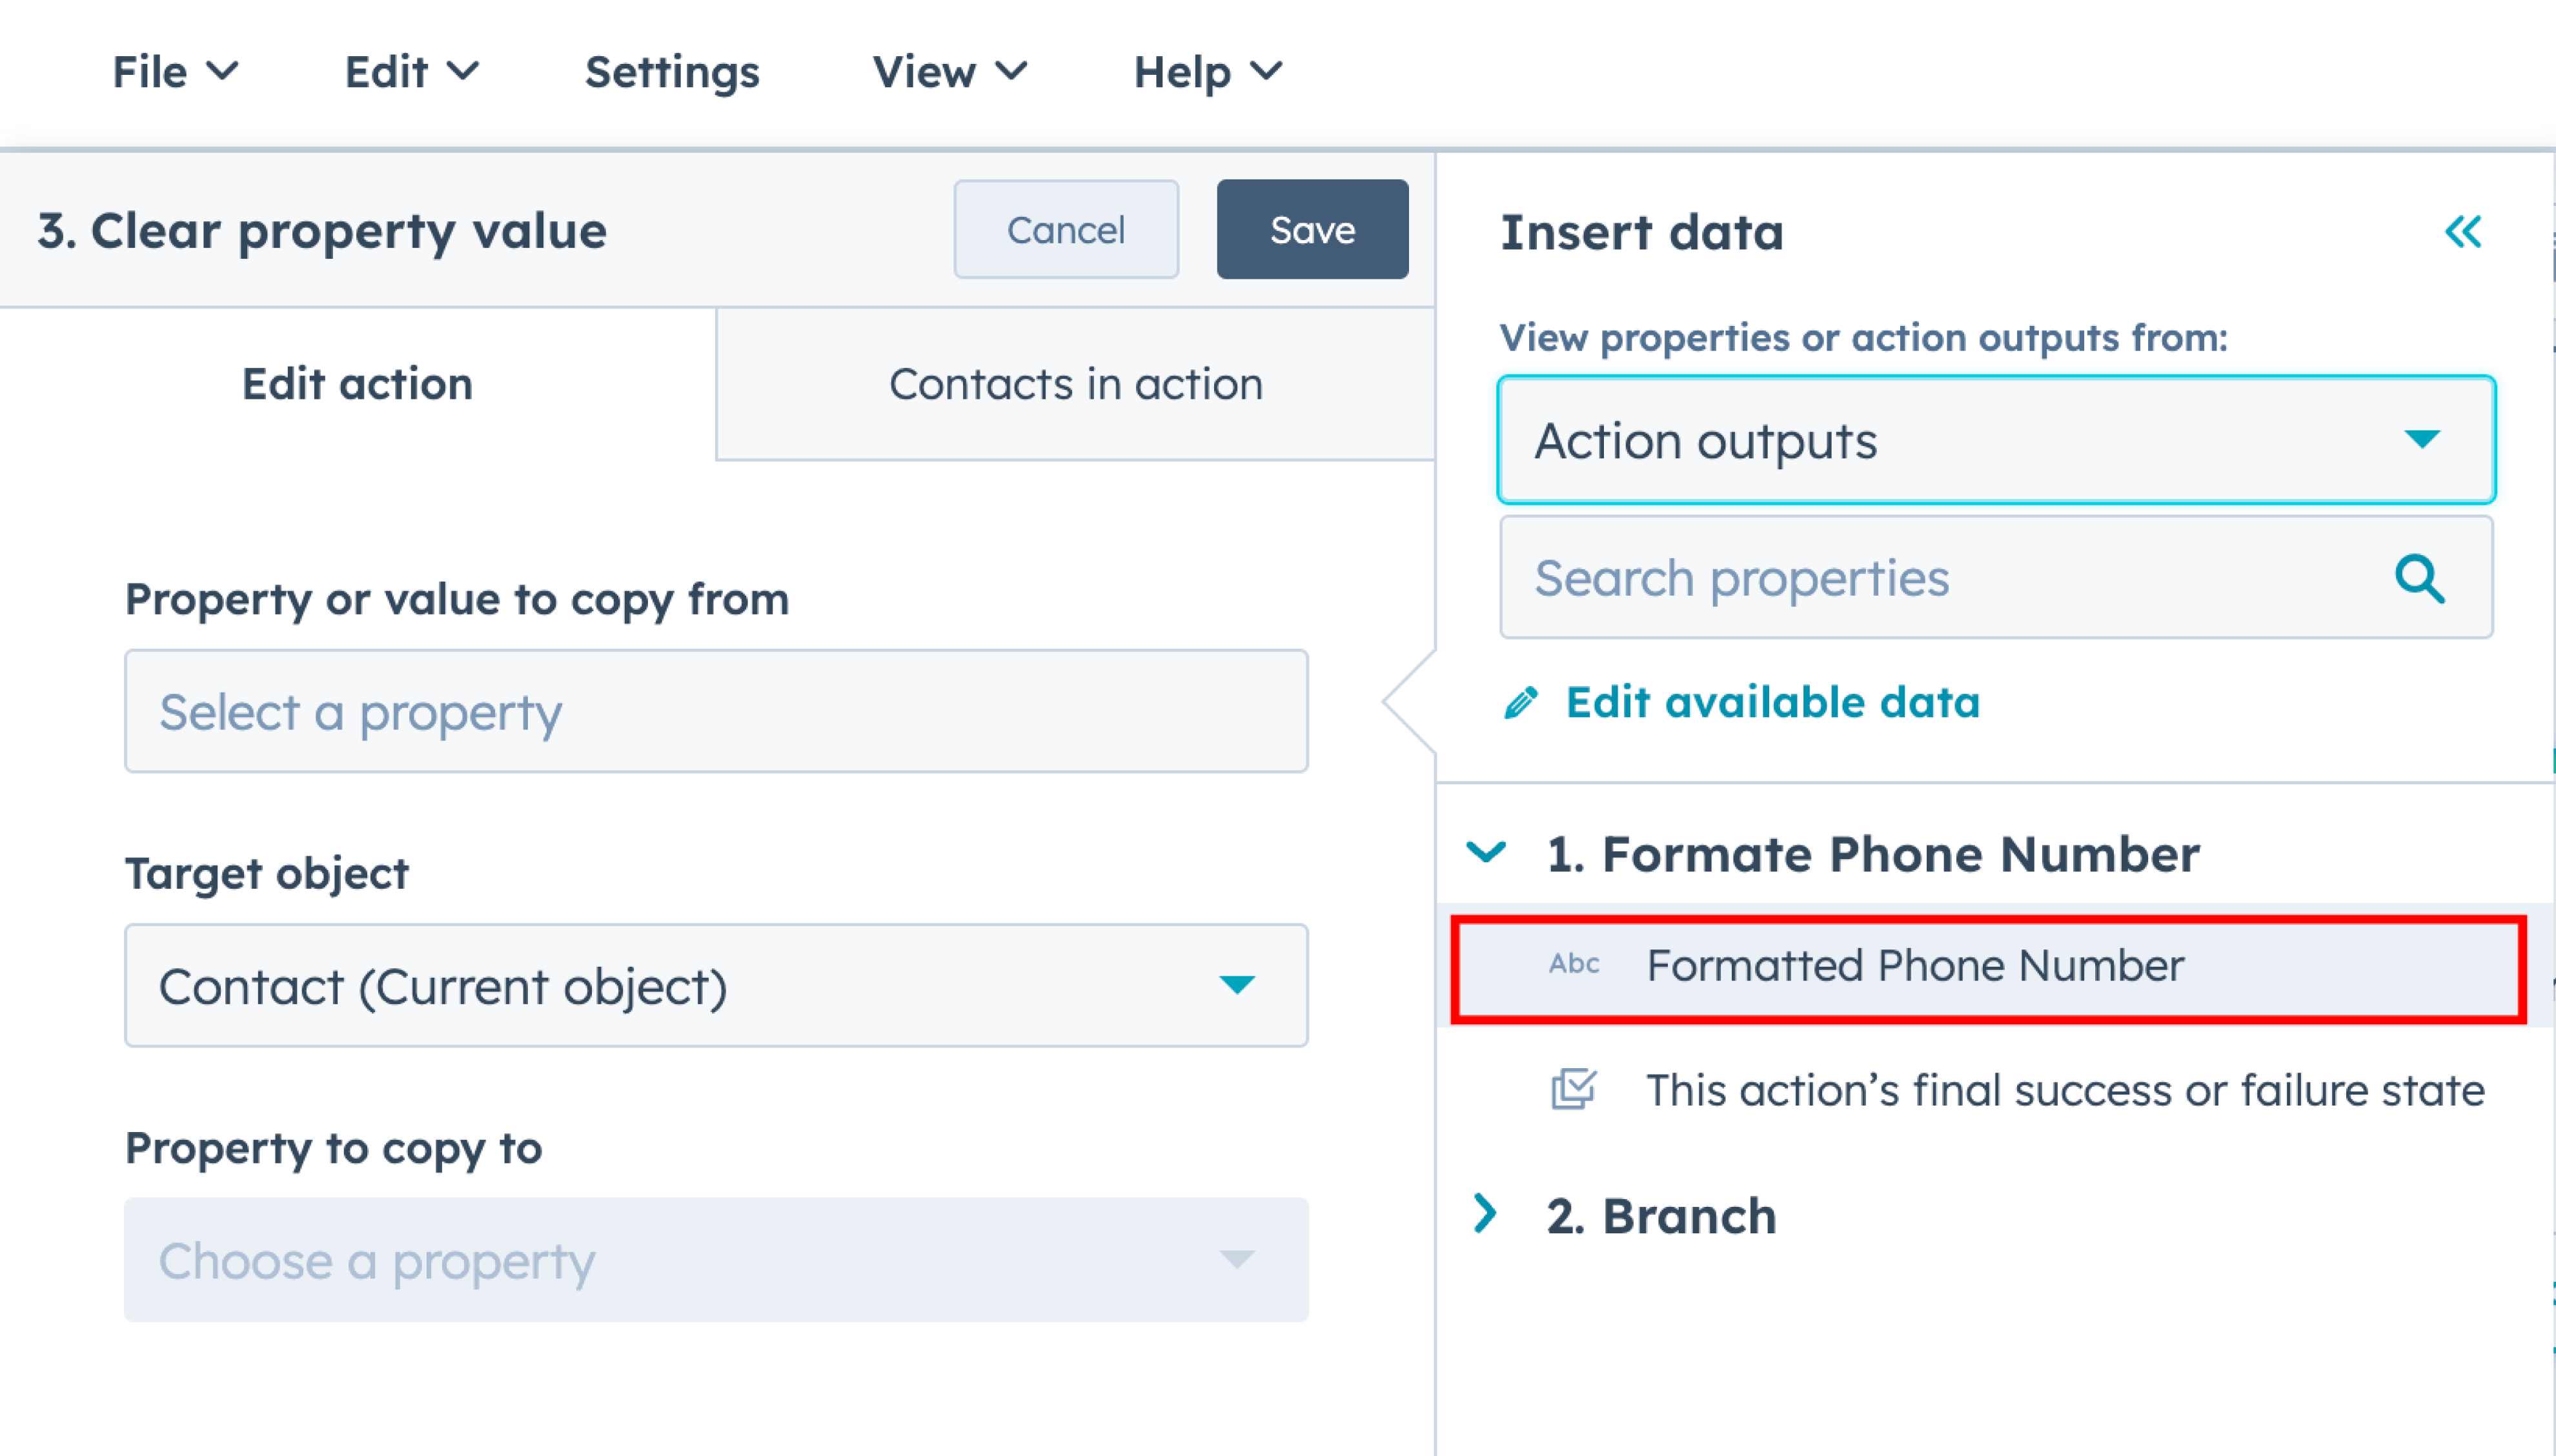 File
Edit
Settings
View
Help
3. Clear property value
Cancel
Save
Edit action
Contacts in action
Property or value to copy from
Select a property
Target object
Contact (Current object)
Property to copy to
Choose a property
Insert data
View properties or action outputs from:
Action outputs
Search properties
Edit available data
1. Formate Phone Number
Abc Formatted Phone Number
This action’s final success or failure state
2. Branch